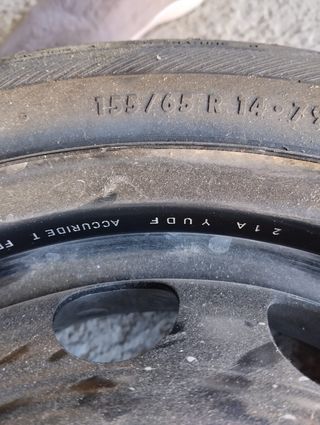 155/65 R 14 · 7
21A YUDF ACCURIDE T F